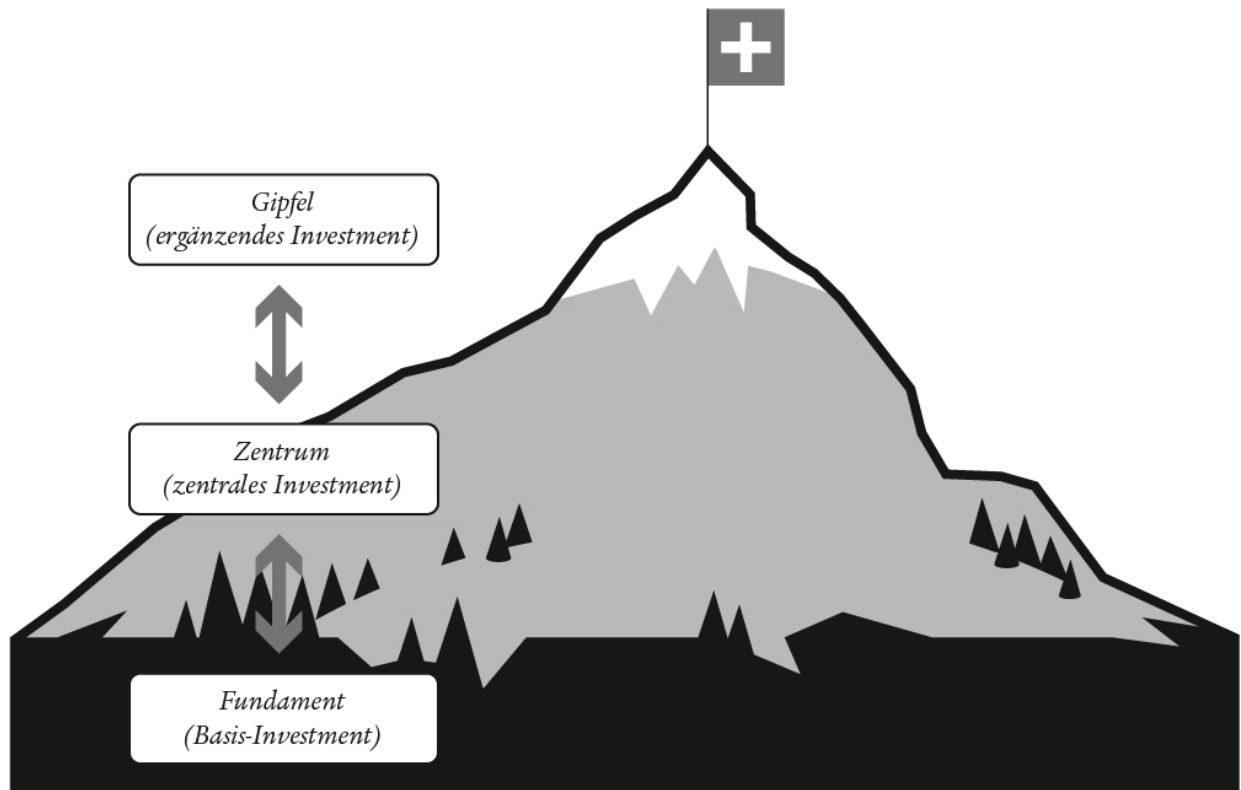 Gipfel
(ergänzendes Investment)
Zentrum
(zentrales Investment)
Fundament
(Basis-Investment)